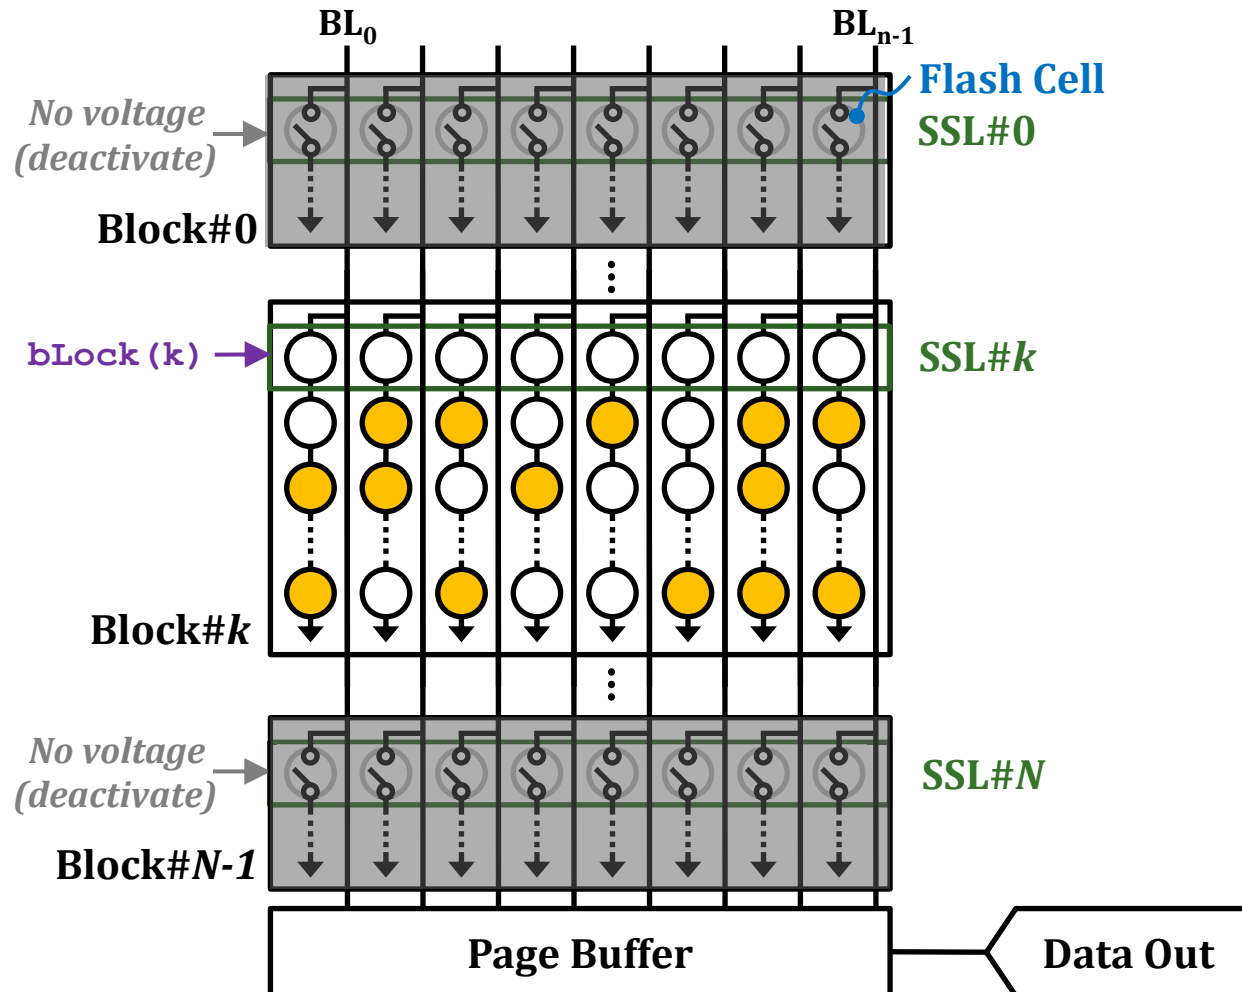 BL0
BLn-1
Flash Cell
No voltage
(deactivate)
SSL#0
Block#0
bLock(k)
SSL#k
Block#k
No voltage
(deactivate)
SSL#N
Block#N-1
Page Buffer
Data Out